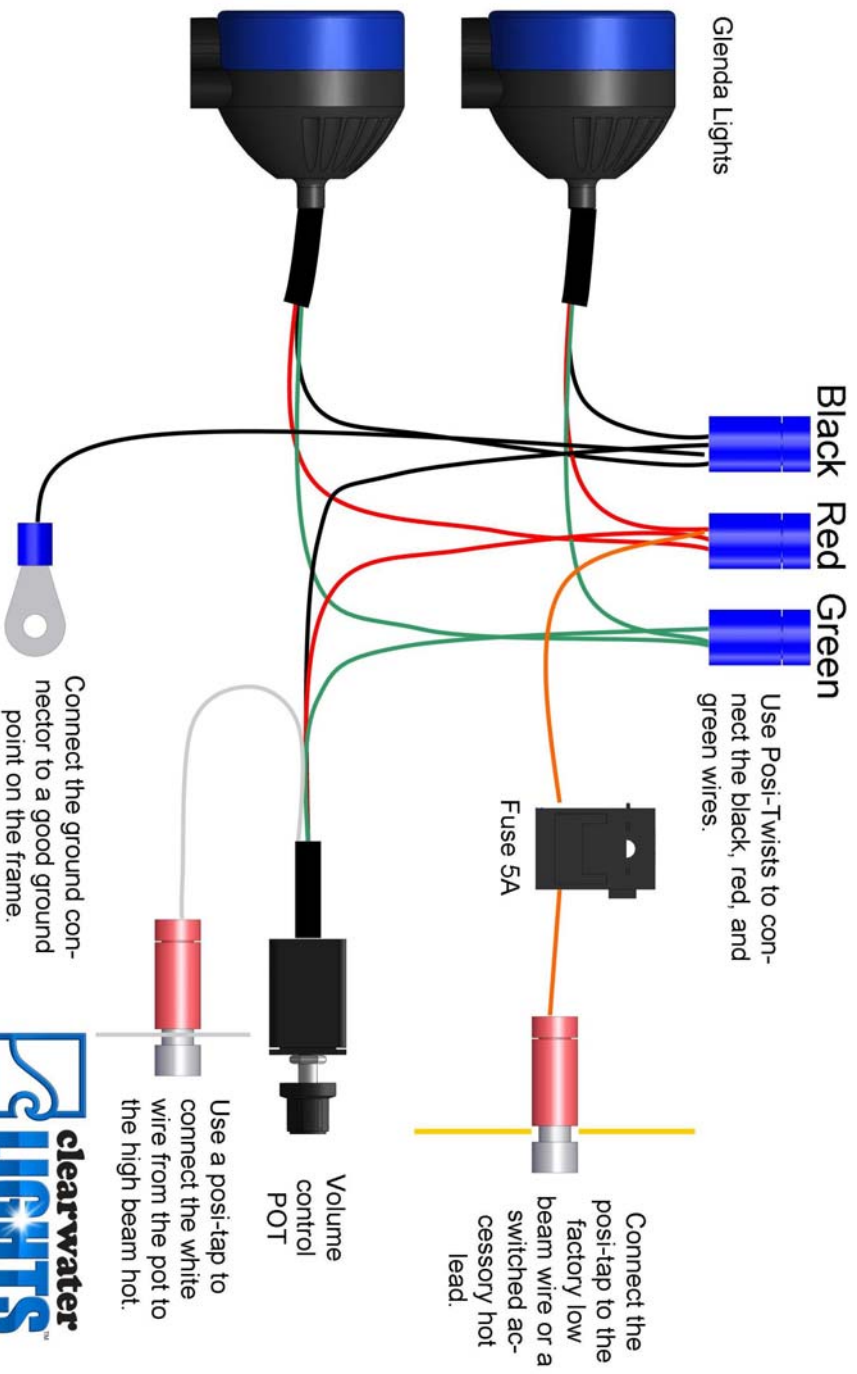 Glenda Lights
Black
Red
Green
Use Posi-Twists to con-
nect the black, red, and
green wires.
Fuse 5A
Connect the
posi-tap to the
factory low
beam wire or a
switched ac-
cessory hot
lead.
Volume
control
POT
Use a posi-tap to
connect the white
wire from the pot to
the high beam hot.
Connect the ground con-
nector to a good ground
point on the frame.
clearwater
LIGHTS™